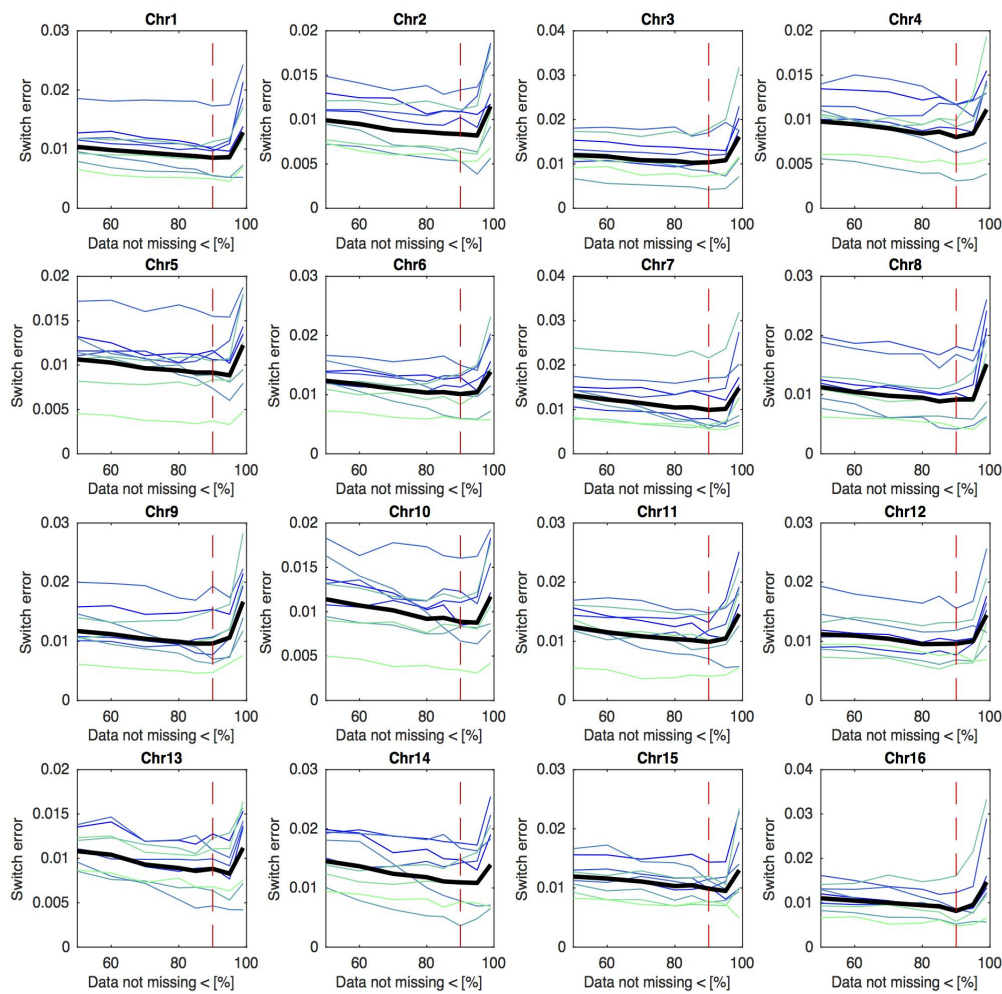 Chr1
Chr2
Chr3
Chr4
0.03
0.02
0.01
0
Switch error
60
80
100
Data not missing < [%]
0.02
0.015
0.01
0.005
0
Switch error
60
80
100
Data not missing < [%]
0.04
0.03
0.02
0.01
0
Switch error
60
80
100
Data not missing < [%]
0.02
0.015
0.01
0.005
0
Switch error
60
80
100
Data not missing < [%]
Chr5
Chr6
Chr7
Chr8
0.02
0.015
0.01
0.005
0
Switch error
60
80
100
Data not missing < [%]
0.03
0.02
0.01
0
Switch error
60
80
100
Data not missing < [%]
0.04
0.03
0.02
0.01
0
Switch error
60
80
100
Data not missing < [%]
0.03
0.02
0.01
0
Switch error
60
80
100
Data not missing < [%]
Chr9
Chr10
Chr11
Chr12
0.03
0.02
0.01
0
Switch error
60
80
100
Data not missing < [%]
0.02
0.015
0.01
0.005
0
Switch error
60
80
100
Data not missing < [%]
0.03
0.02
0.01
0
Switch error
60
80
100
Data not missing < [%]
0.03
0.02
0.01
0
Switch error
60
80
100
Data not missing < [%]
Chr13
Chr14
Chr15
Chr16
0.02
0.015
0.01
0.005
0
Switch error
60
80
100
Data not missing < [%]
0.03
0.02
0.01
0
Switch error
60
80
100
Data not missing < [%]
0.03
0.02
0.01
0
Switch error
60
80
100
Data not missing < [%]
0.04
0.03
0.02
0.01
0
Switch error
60
80
100
Data not missing < [%]